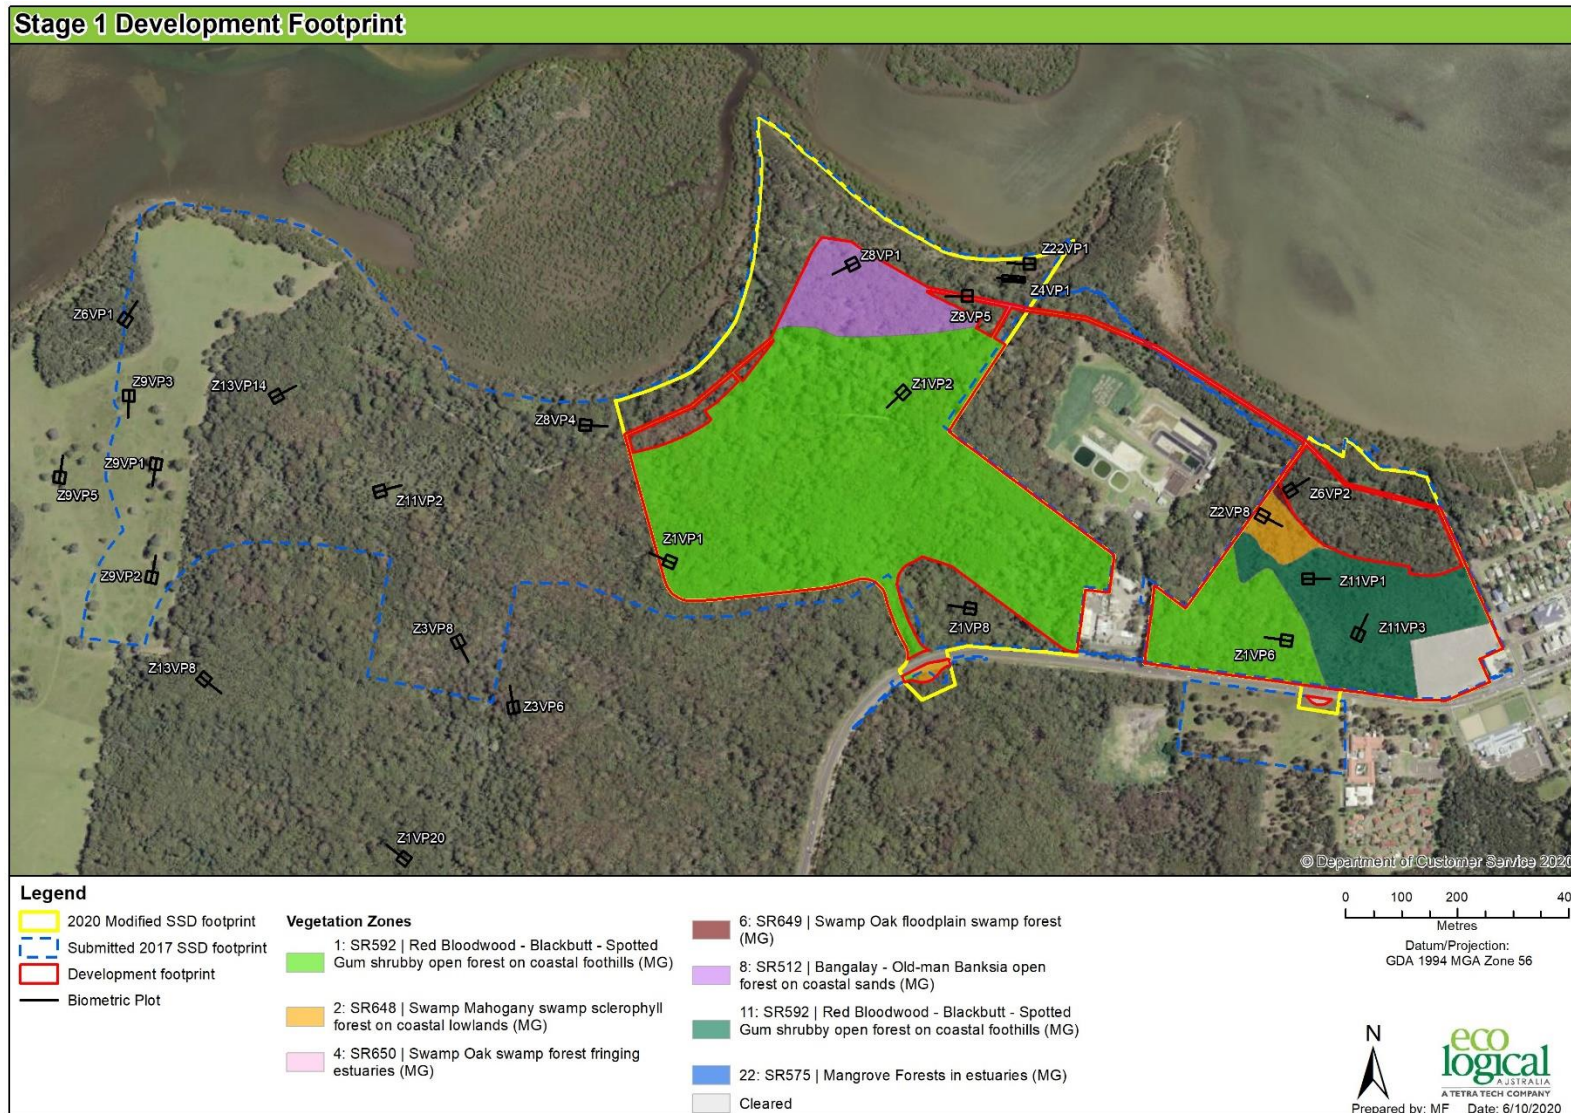 Stage 1 Development Footprint
Z8VP1
Z22VP1
Z4VP1
Z8VP5
Z6VP1
Z9VP3
Z13VP14
Z1VP2
Z8VP4
Z9VP1
Z9VP5
Z11VP2
Z6VP2
Z2VP8
Z1VP1
Z9VP2
Z11VP1
Z1VP8
Z3VP8
Z11VP3
Z1VP6
Z13VP8
Z3VP6
Z1VP20
© Department of Customer Service 2020
Legend
2020 Modified SSD footprint
Submitted 2017 SSD footprint
Development footprint
Biometric Plot
Vegetation Zones
1: SR592 | Red Bloodwood - Blackbutt - Spotted
Gum shrubby open forest on coastal foothills (MG)
2: SR648 | Swamp Mahogany swamp sclerophyll
forest on coastal lowlands (MG)
4: SR650 | Swamp Oak swamp forest fringing
estuaries (MG)
6: SR649 | Swamp Oak floodplain swamp forest
(MG)
8: SR512 | Bangalay - Old-man Banksia open
forest on coastal sands (MG)
11: SR592 | Red Bloodwood - Blackbutt - Spotted
Gum shrubby open forest on coastal foothills (MG)
22: SR575 | Mangrove Forests in estuaries (MG)
Cleared
0 100 200 40
Metres
Datum/Projection:
GDA 1994 MGA Zone 56
N
eco
logical
AUSTRALIA
A TETRA TECH COMPANY
Prepared by: MF Date: 6/10/2020